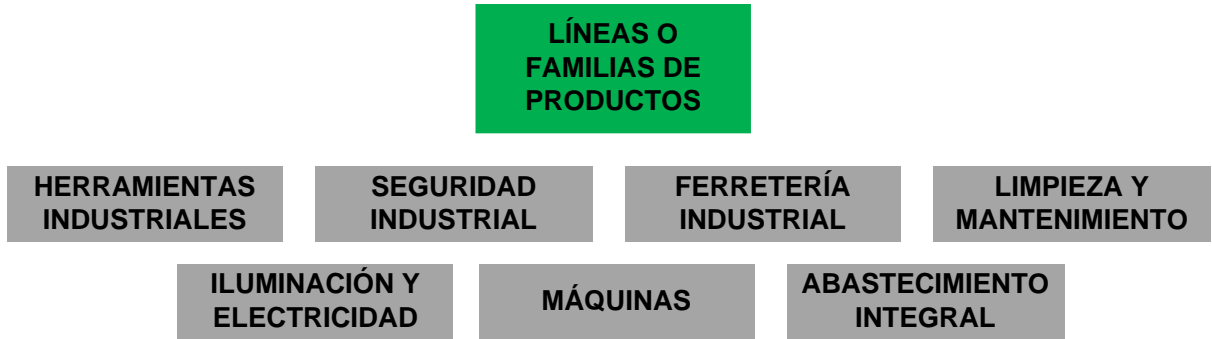 LÍNEAS O
FAMILIAS DE
PRODUCTOS
HERRAMIENTAS
INDUSTRIALES
SEGURIDAD
INDUSTRIAL
FERRETERÍA
INDUSTRIAL
LIMPIEZA Y
MANTENIMIENTO
ILUMINACIÓN Y
ELECTRICIDAD
MÁQUINAS
ABASTECIMIENTO
INTEGRAL